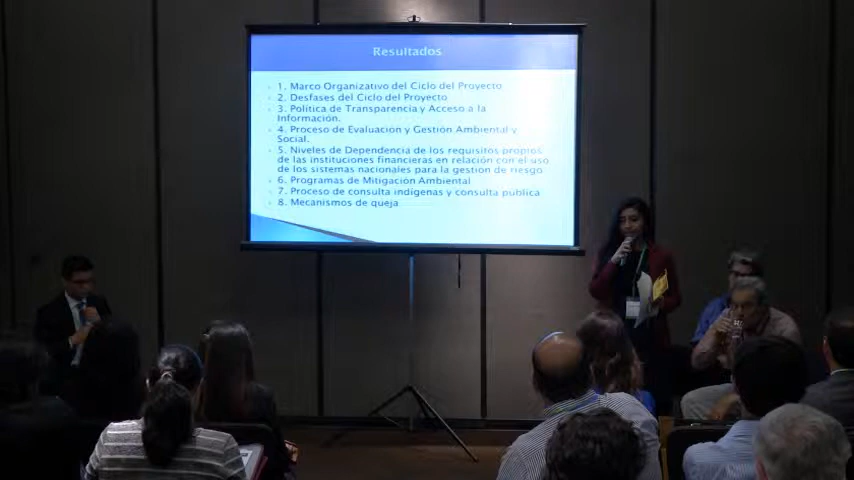 Resultados
1. Marco Organizativo del Ciclo del Proyecto
2. Desfases del Ciclo del Proyecto
3. Política de Transparencia y Acceso a la
Información.
4. Proceso de Evaluación y Gestión Ambiental y
Social.
5. Niveles de Dependencia de los requisitos propios
de las instituciones financieras en relación con el uso
de los sistemas nacionales para la gestión de riesgo
6. Programas de Mitigación Ambiental
7. Proceso de consulta indígenas y consulta publica
8. Mecanismos de queja